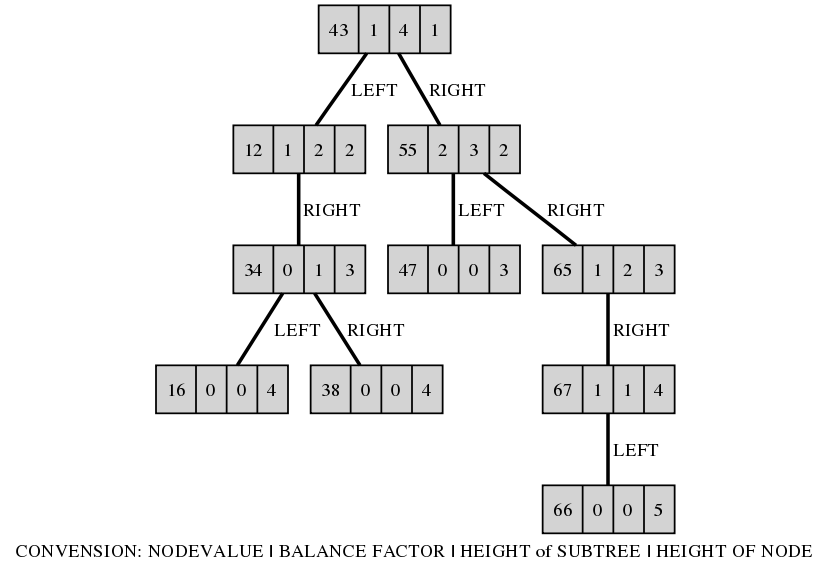 43 1 4 1
LEFT RIGHT
12 1 2 2 55 2 3 2
RIGHT LEFT RIGHT
34 0 1 3 47 0 0 3 65 1 2 3
LEFT RIGHT RIGHT
16 0 0 4 38 0 0 4 67 1 1 4
LEFT
66 0 0 5
CONVENSION: NODEVALUE | BALANCE FACTOR | HEIGHT of SUBTREE | HEIGHT OF NODE